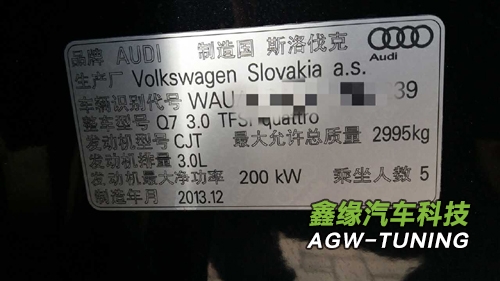 品牌 AUDI 制造国 斯洛伐克
Audi
生产厂 Volkswagen Slovakia a.s.
车辆识别代号 WAU 39
整车型号 Q7 3.0 TFSI quattro
发动机型号 CJT 最大允许总质量 2995kg
发动机排量 3.0L
发动机最大净功率 200 kW 乘坐人数 5
制造年月 2013.12
鑫缘汽车科技
AGW-TUNING